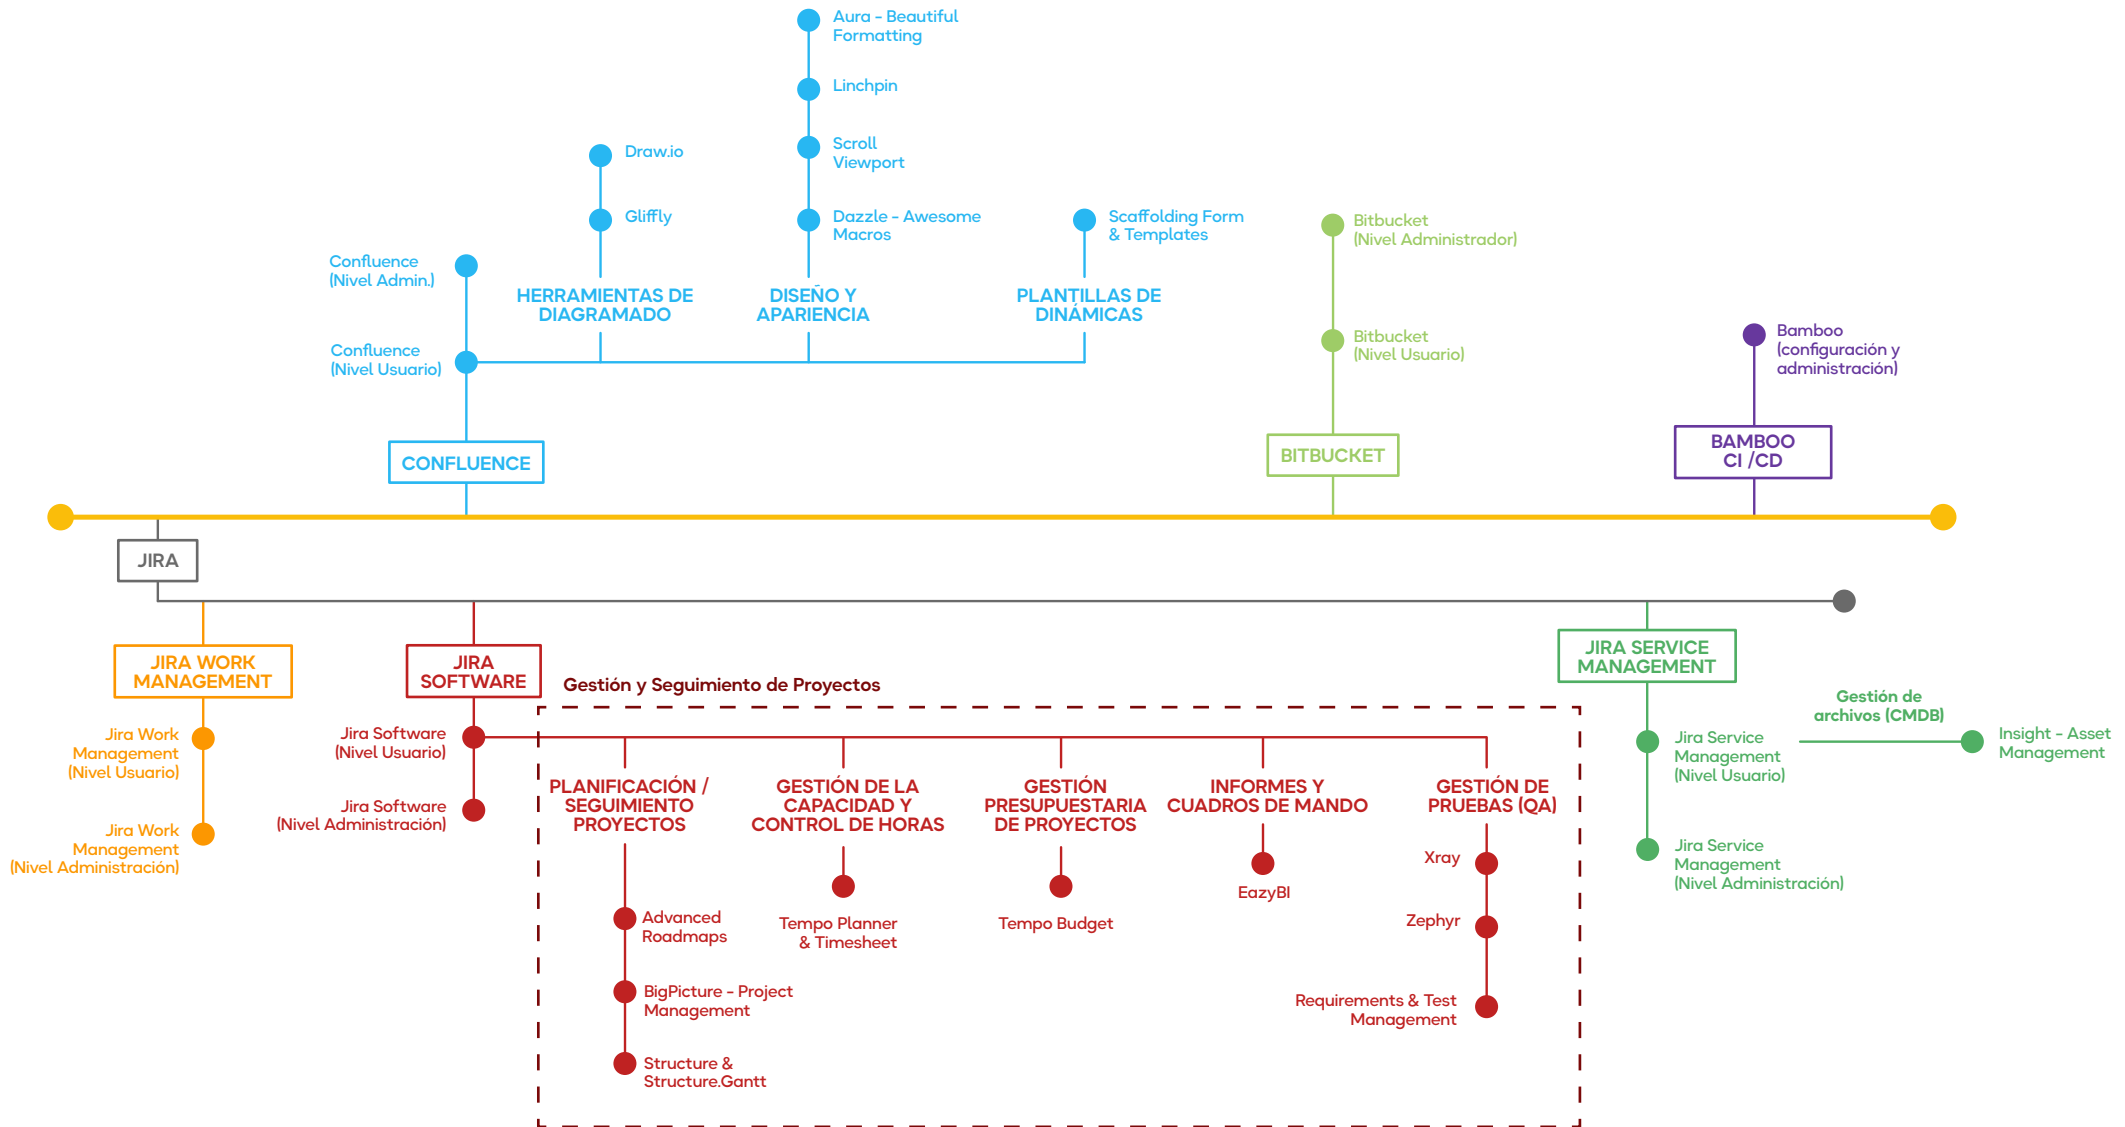 Aura - Beautiful
Formatting
Linchpin
Scroll
Viewport
Dazzle - Awesome
Macros
Draw.io
Gliffly
Scaffolding Form
& Templates
Confluence
(Nivel Admin.)
Confluence
(Nivel Usuario)
HERRAMIENTAS DE
DIAGRAMADO
DISEÑO Y
APARIENCIA
PLANTILLAS DE
DINÁMICAS
CONFLUENCE
Bitbucket
(Nivel Administrador)
Bitbucket
(Nivel Usuario)
BITBUCKET
Bamboo
(configuración y
administración)
BAMBOO
CI /CD
JIRA
JIRA WORK
MANAGEMENT
Jira Work
Management
(Nivel Usuario)
Jira Work
Management
(Nivel Administración)
JIRA
SOFTWARE
Jira Software
(Nivel Usuario)
Jira Software
(Nivel Administración)
Gestión y Seguimiento de Proyectos
PLANIFICACIÓN /
SEGUIMIENTO
PROYECTOS
Advanced
Roadmaps
BigPicture - Project
Management
Structure &
Structure.Gantt
GESTIÓN DE LA
CAPACIDAD Y
CONTROL DE HORAS
Tempo Planner
& Timesheet
GESTIÓN
PRESUPUESTARIA
DE PROYECTOS
Tempo Budget
INFORMES Y
CUADROS DE MANDO
EazyBI
GESTIÓN DE
PRUEBAS (QA)
Xray
Zephyr
Requirements & Test
Management
JIRA SERVICE
MANAGEMENT
Jira Service
Management
(Nivel Usuario)
Jira Service
Management
(Nivel Administración)
Gestión de
archivos (CMDB)
Insight - Asset
Management